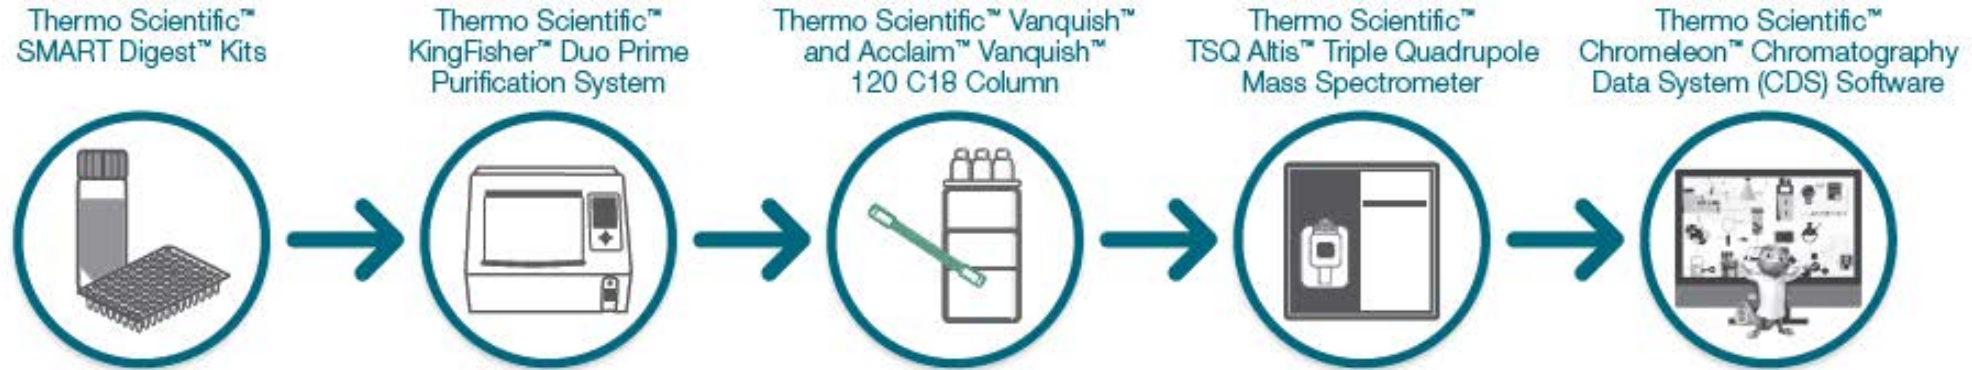 Thermo Scientific™
SMART Digest™ Kits
Thermo Scientific™
KingFisher™ Duo Prime
Purification System
Thermo Scientific™ Vanquish™
and Acclaim™ Vanquish™
120 C18 Column
Thermo Scientific™
TSQ Altis™ Triple Quadrupole
Mass Spectrometer
Thermo Scientific™
Chromeleon™ Chromatography
Data System (CDS) Software